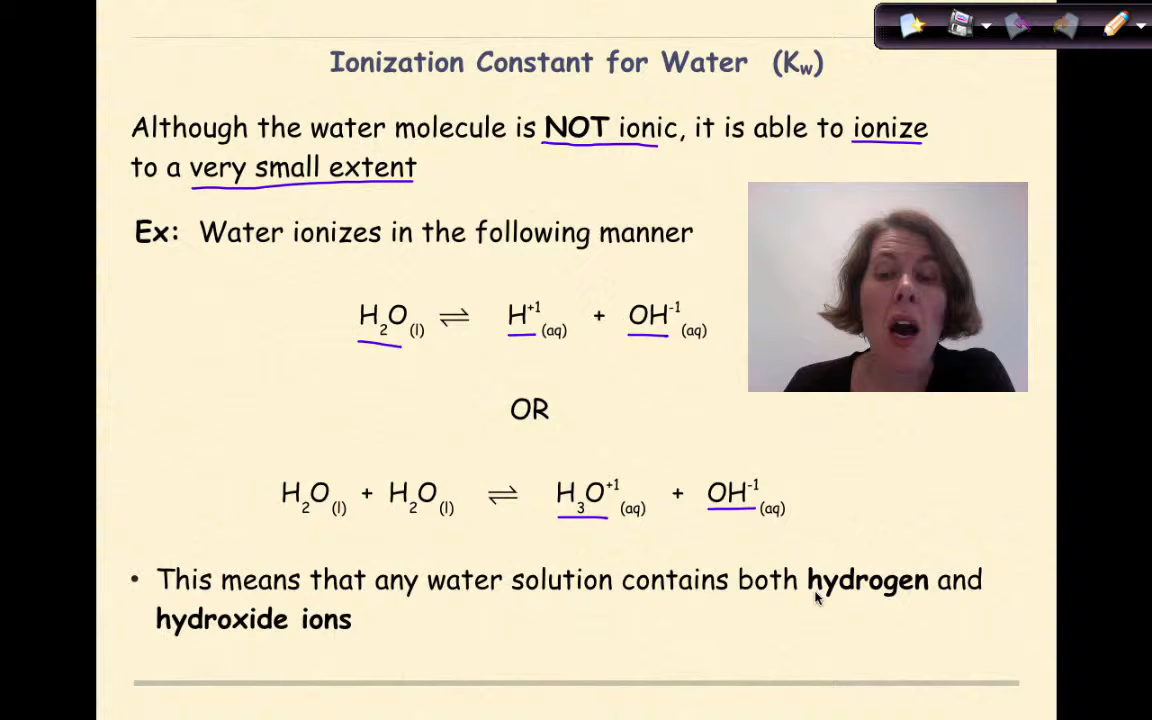 Ionization Constant for Water (Kw)
Although the water molecule is NOT ionic, it is able to ionize
to a very small extent
Ex: Water ionizes in the following manner
H₂O(l) ⇌ H⁺¹(aq) + OH⁻¹(aq)
OR
H₂O(l) + H₂O(l) ⇌ H₃O⁺¹(aq) + OH⁻¹(aq)
• This means that any water solution contains both hydrogen and
hydroxide ions